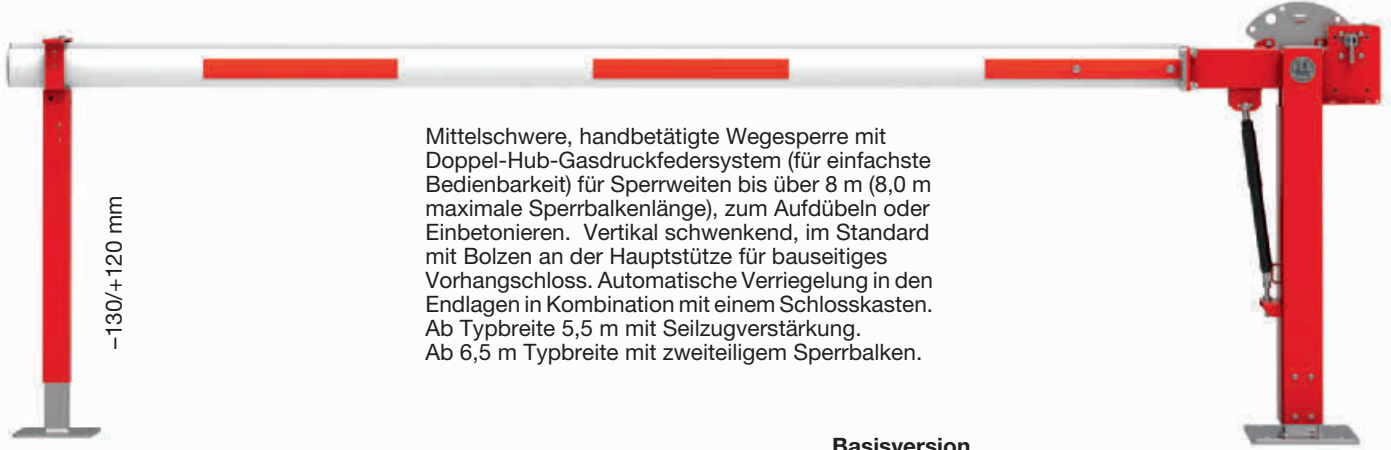 Mittelschwere, handbetätigte Wegesperre mit
Doppel-Hub-Gasdruckfedersystem (für einfachste
Bedienbarkeit) für Sperrweiten bis über 8 m (8,0 m
maximale Sperrbalkenlänge), zum Aufdübeln oder
Einbetonieren. Vertikal schwenkend, im Standard
mit Bolzen an der Hauptstütze für bauseitiges
Vorhangschloss. Automatische Verriegelung in den
Endlagen in Kombination mit einem Schlosskasten.
Ab Typbreite 5,5 m mit Seilzugverstärkung.
Ab 6,5 m Typbreite mit zweiteiligem Sperrbalken.
–130/+120 mm
Basisversion